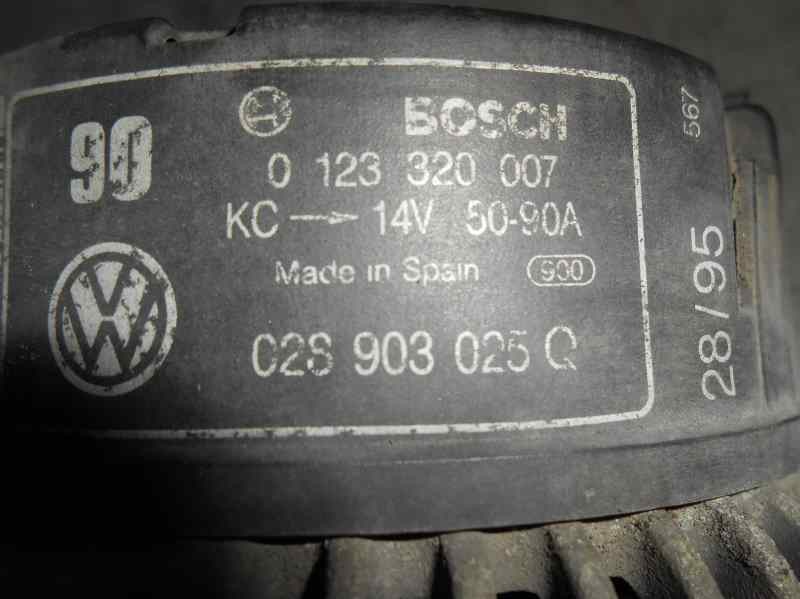 90
BOSCH
0 123 320 007
KC → 14V 50-90A
Made in Spain 900
028 903 025 Q
567
28/95
VW